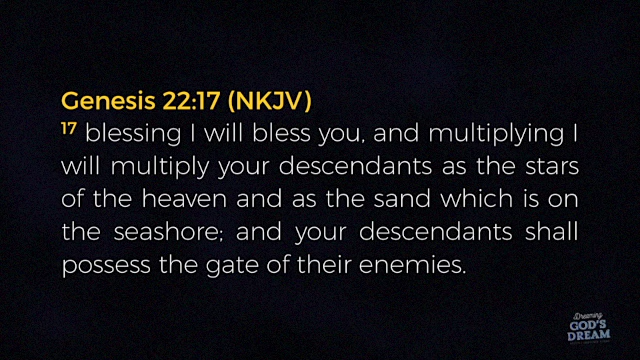 Genesis 22:17 (NKJV)
17 blessing I will bless you, and multiplying I
will multiply your descendants as the stars
of the heaven and as the sand which is on
the seashore; and your descendants shall
possess the gate of their enemies.
Dreaming
GOD'S
DREAM